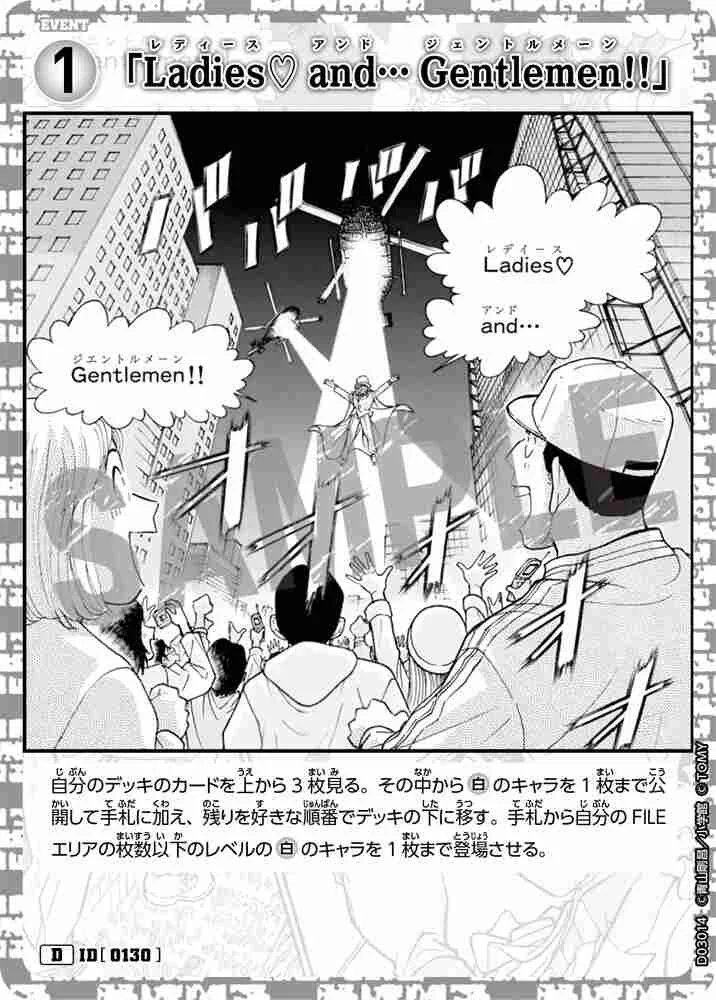 EVENT
1
レディース アンド ジェントルメーン
「Ladies♡ and… Gentlemen!!」
バババババ
レディース
Ladies♡
アンド
and…
ジエントルメーン
Gentlemen!!
SAMPLE
自分のデッキのカードを上から3枚見る。その中から白のキャラを1枚まで公
開して手札に加え、残りを好きな順番でデッキの下に移す。手札から自分のFILE
エリアの枚数以下のレベルの白のキャラを1枚まで登場させる。
D ID[0130]
D03014 ©青山剛昌/小学館 ©TOMY